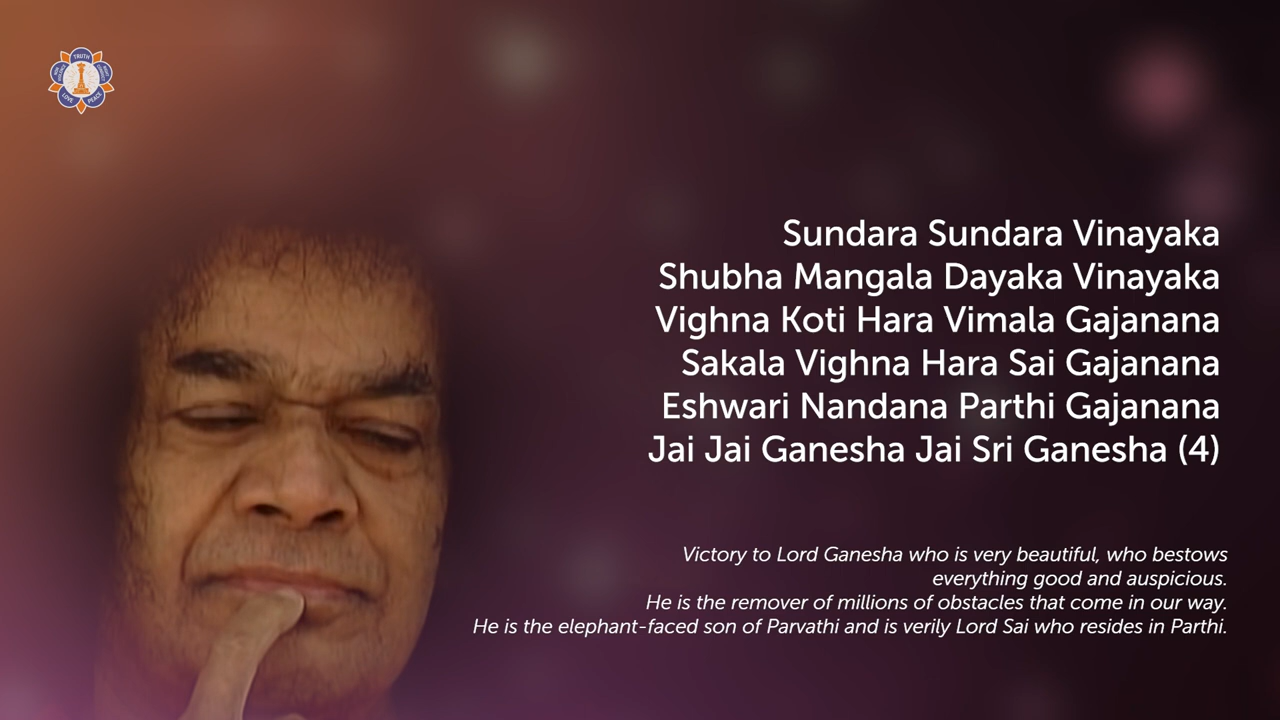 TRUTH
LOVE
PEACE
Sundara Sundara Vinayaka
Shubha Mangala Dayaka Vinayaka
Vighna Koti Hara Vimala Gajanana
Sakala Vighna Hara Sai Gajanana
Eshwari Nandana Parthi Gajanana
Jai Jai Ganesha Jai Sri Ganesha (4)
Victory to Lord Ganesha who is very beautiful, who bestows
everything good and auspicious.
He is the remover of millions of obstacles that come in our way.
He is the elephant-faced son of Parvathi and is verily Lord Sai who resides in Parthi.